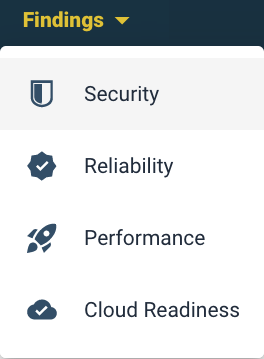 Findings
Security
Reliability
Performance
Cloud Readiness